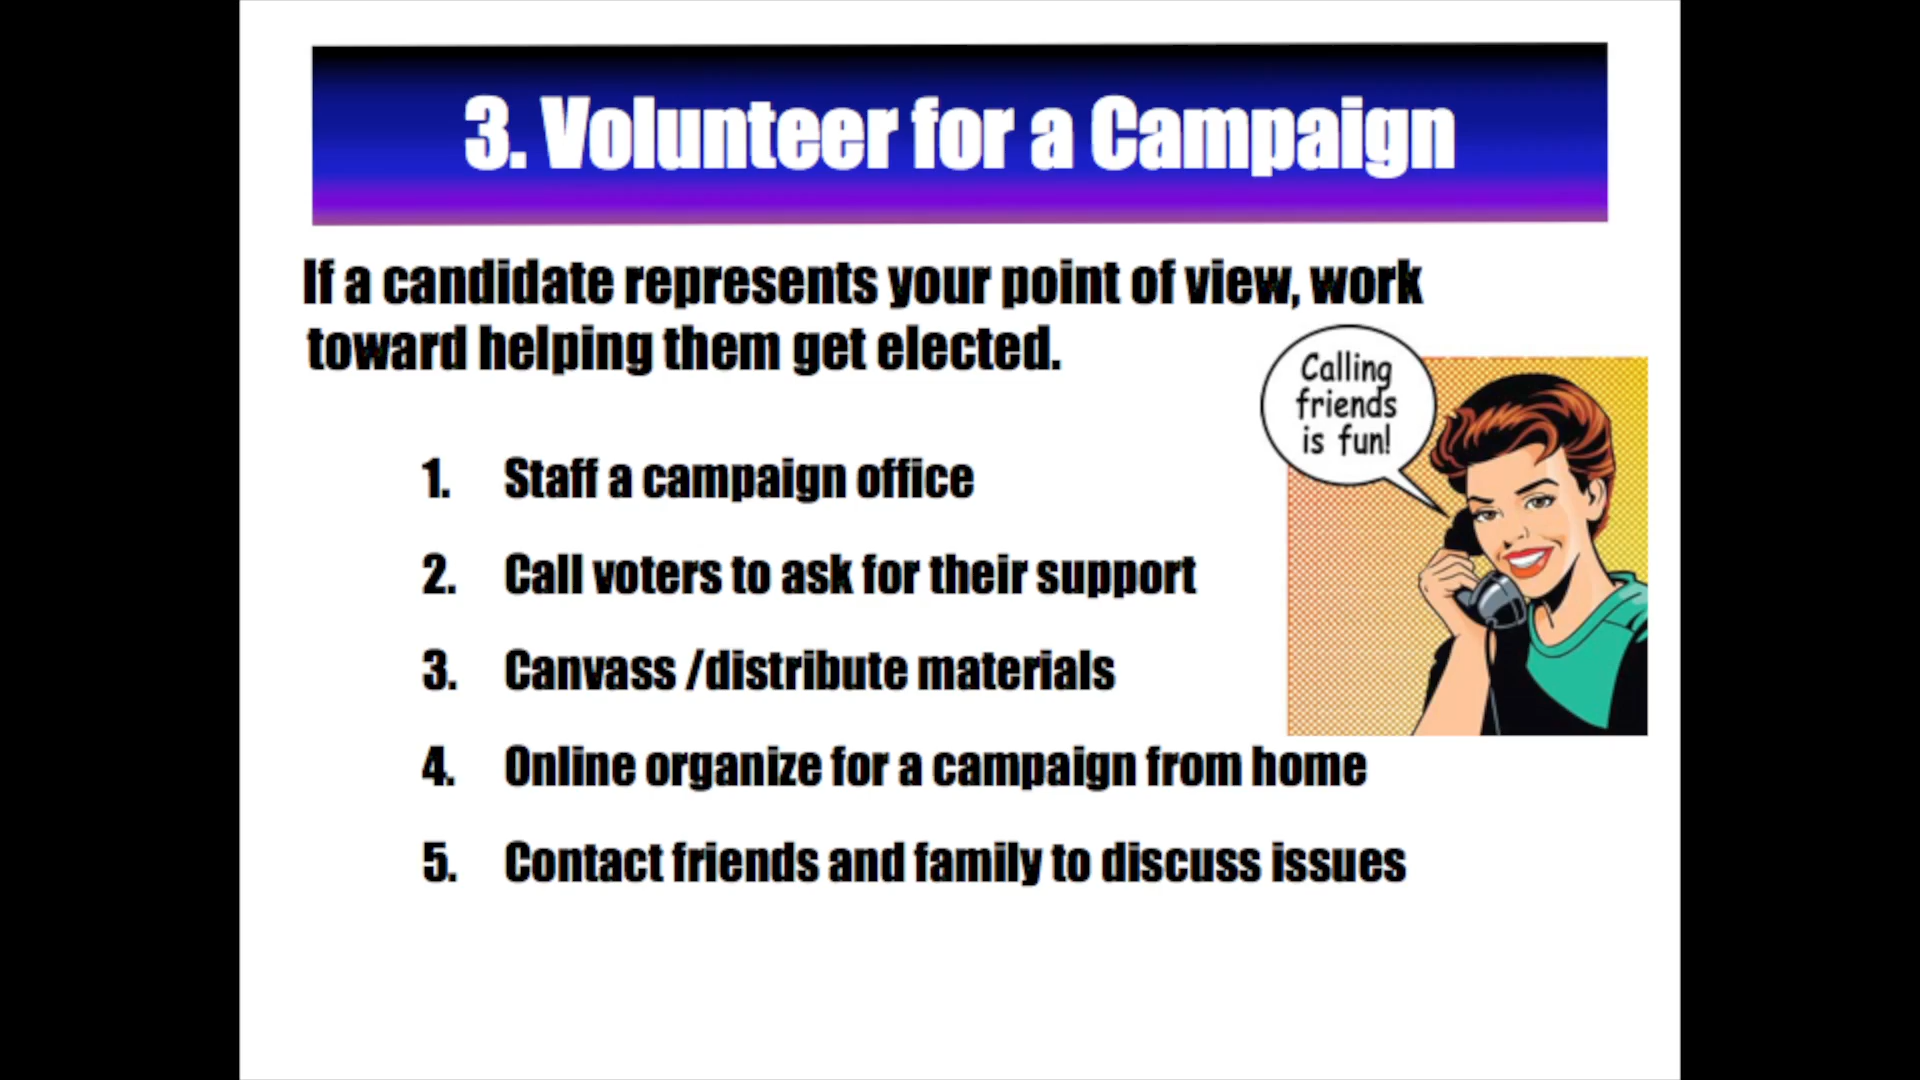 3. Volunteer for a Campaign
If a candidate represents your point of view, work
toward helping them get elected.
Calling
friends
is fun!
1. Staff a campaign office
2. Call voters to ask for their support
3. Canvass /distribute materials
4. Online organize for a campaign from home
5. Contact friends and family to discuss issues